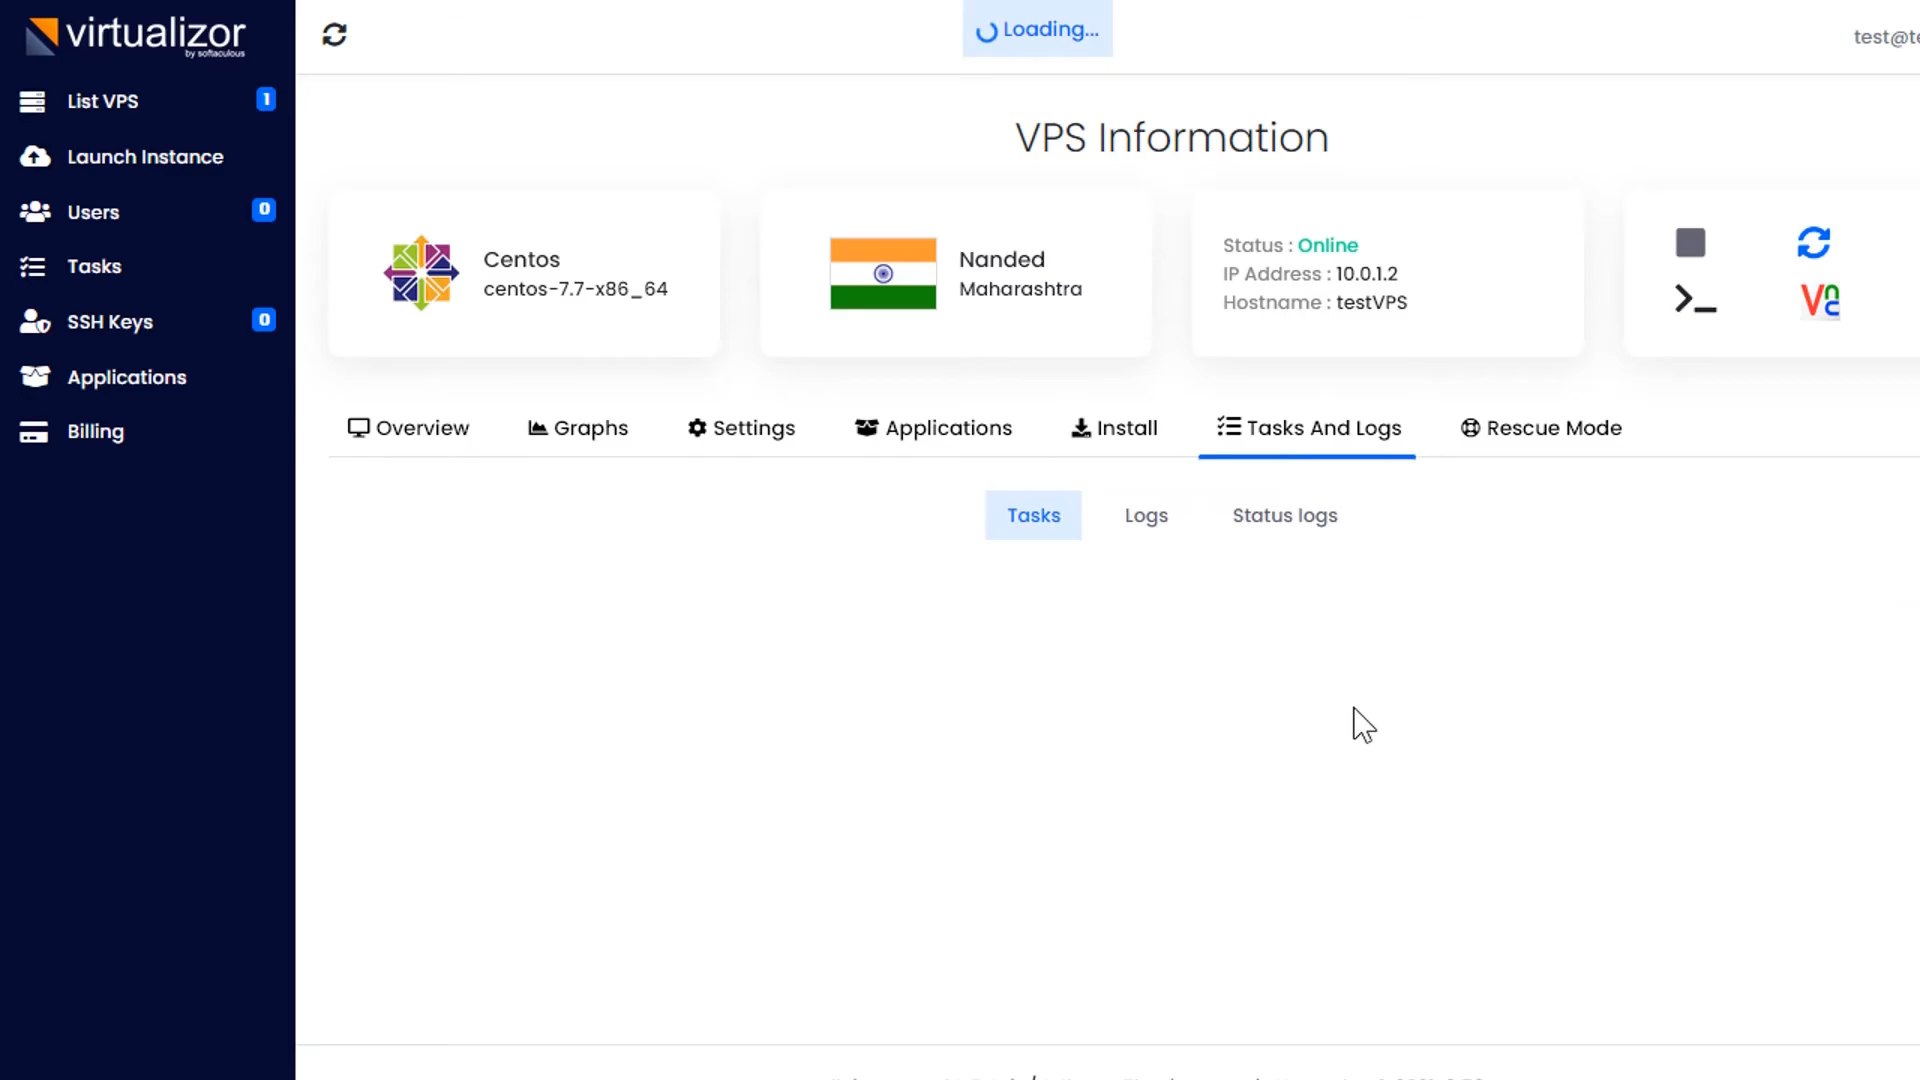 virtualizor
by softaculous
Loading...
test@te
List VPS 1
Launch Instance
Users 0
Tasks
SSH Keys 0
Applications
Billing
VPS Information
Centos
centos-7.7-x86_64
Nanded
Maharashtra
Status : Online
IP Address : 10.0.1.2
Hostname : testVPS
Overview
Graphs
Settings
Applications
Install
Tasks And Logs
Rescue Mode
Tasks
Logs
Status logs